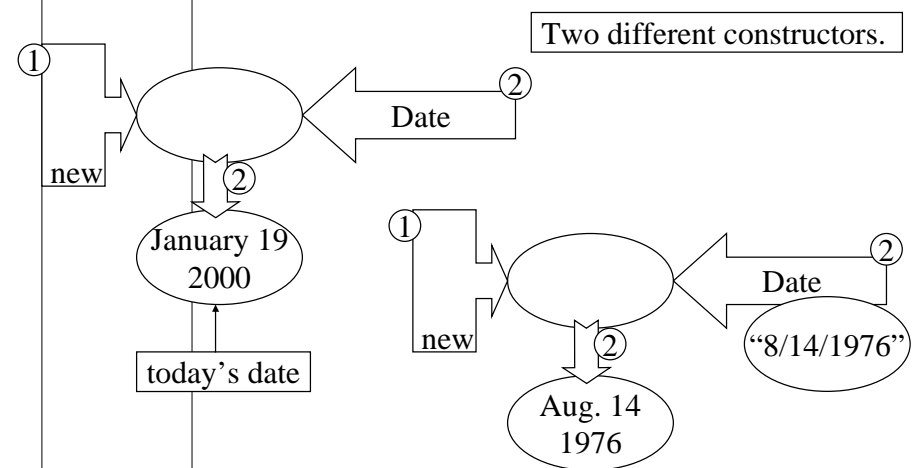 Two different constructors.
1
2
Date
new
2
January 19
2000
today’s date
1
2
Date
new
2
“8/14/1976”
Aug. 14
1976